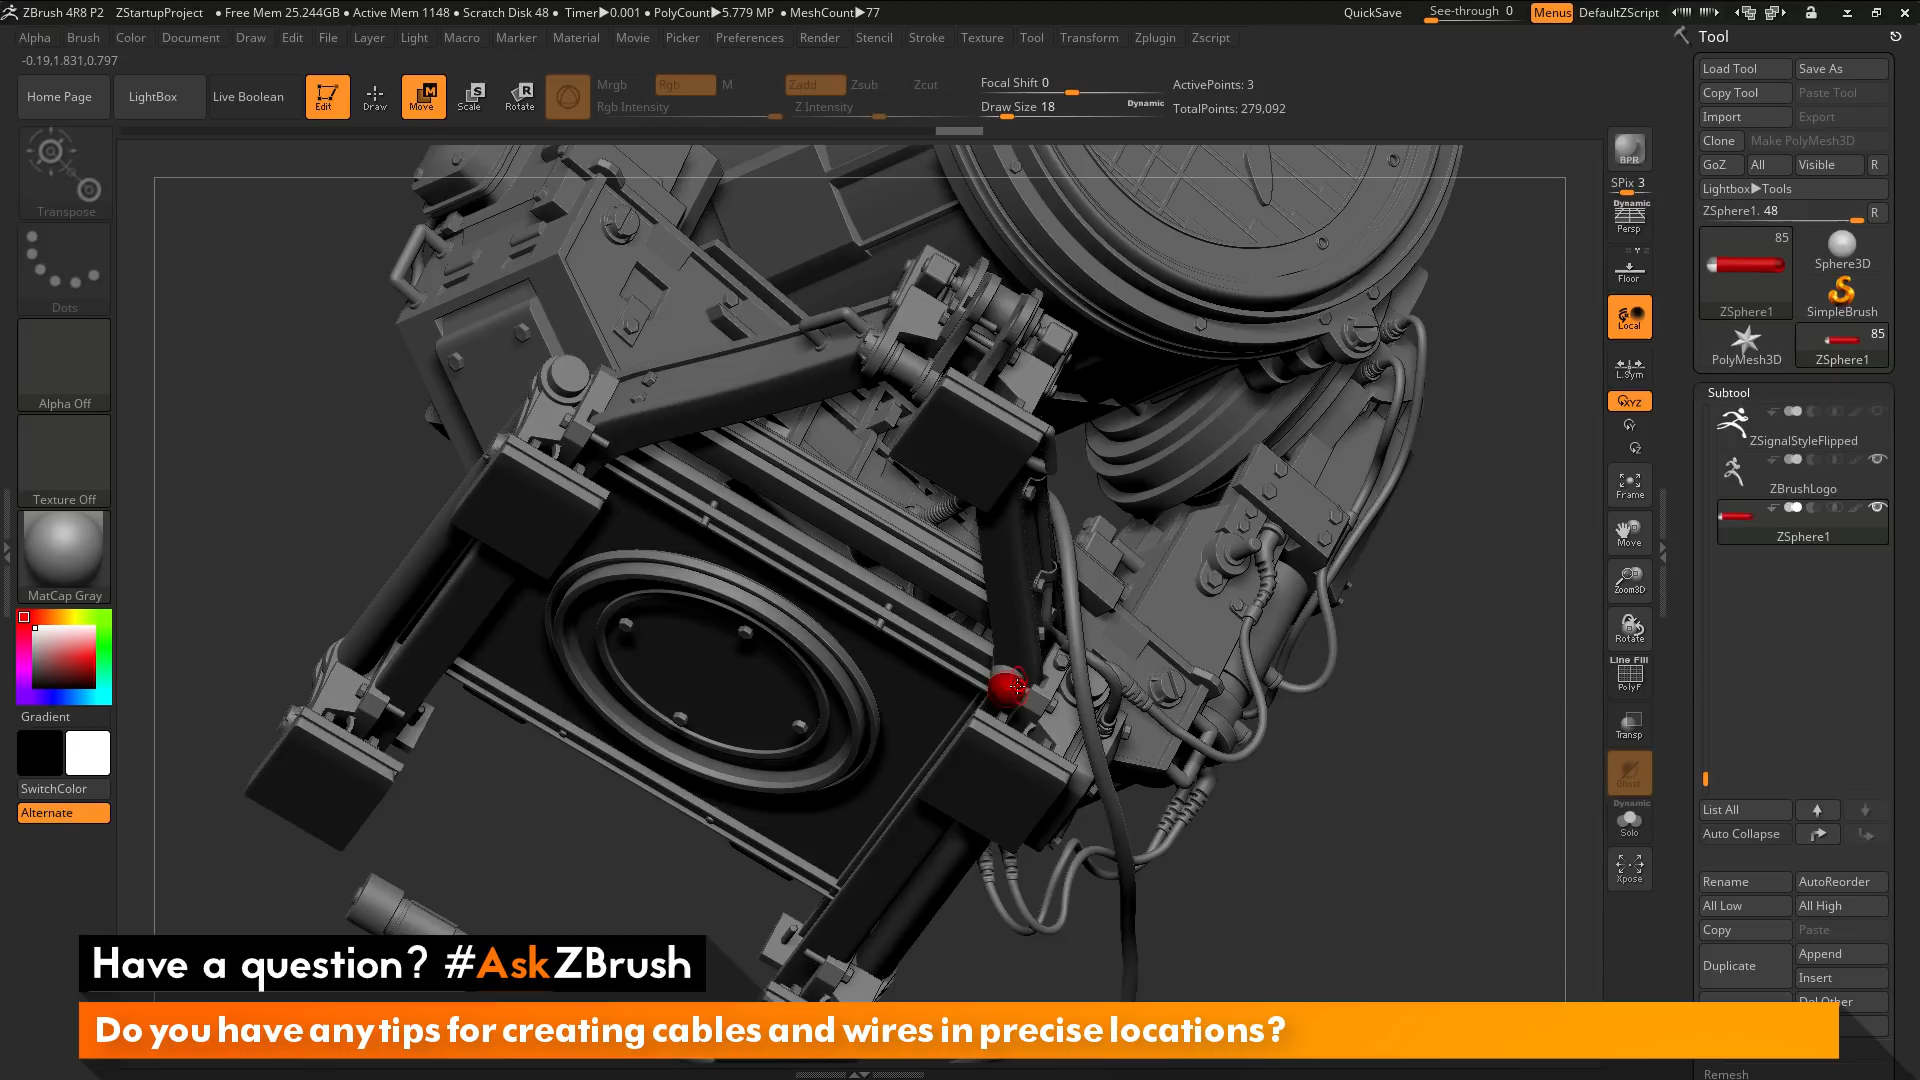 ZBrush 4R8 P2 ZStartupProject • Free Mem 25.244GB • Active Mem 1148 • Scratch Disk 48 • Timer▶0.001 • PolyCount▶5.779 MP • MeshCount▶77 QuickSave See-through 0 Menus DefaultZScript
Alpha Brush Color Document Draw Edit File Layer Light Macro Marker Material Movie Picker Preferences Render Stencil Stroke Texture Tool Transform Zplugin Zscript
-0.19,1.831,0.797
Home Page LightBox Live Boolean Edit Draw Move Scale Rotate
Mrgb Rgb M Zadd Zsub Zcut Focal Shift 0 ActivePoints: 3
Rgb Intensity Z Intensity Draw Size 18 Dynamic TotalPoints: 279,092
Transpose
Dots
Alpha Off
Texture Off
MatCap Gray
Gradient
SwitchColor
Alternate
BPR
SPix 3
Dynamic
Persp
Floor
Local
L.Sym
XYZ
Y
Z
Frame
Move
Zoom3D
Rotate
Line Fill
PolyF
Transp
Ghost
Dynamic
Solo
Xpose
Tool
Load Tool Save As
Copy Tool Paste Tool
Import Export
Clone Make PolyMesh3D
GoZ All Visible R
Lightbox▶Tools
ZSphere1. 48 R
85
Sphere3D
ZSphere1 SimpleBrush
85
PolyMesh3D ZSphere1
Subtool
ZSignalStyleFlipped
ZBrushLogo
ZSphere1
List All
Auto Collapse
Rename AutoReorder
All Low All High
Copy Paste
Duplicate Append
Insert
Del Other
Remesh
Have a question? #AskZBrush
Do you have any tips for creating cables and wires in precise locations?